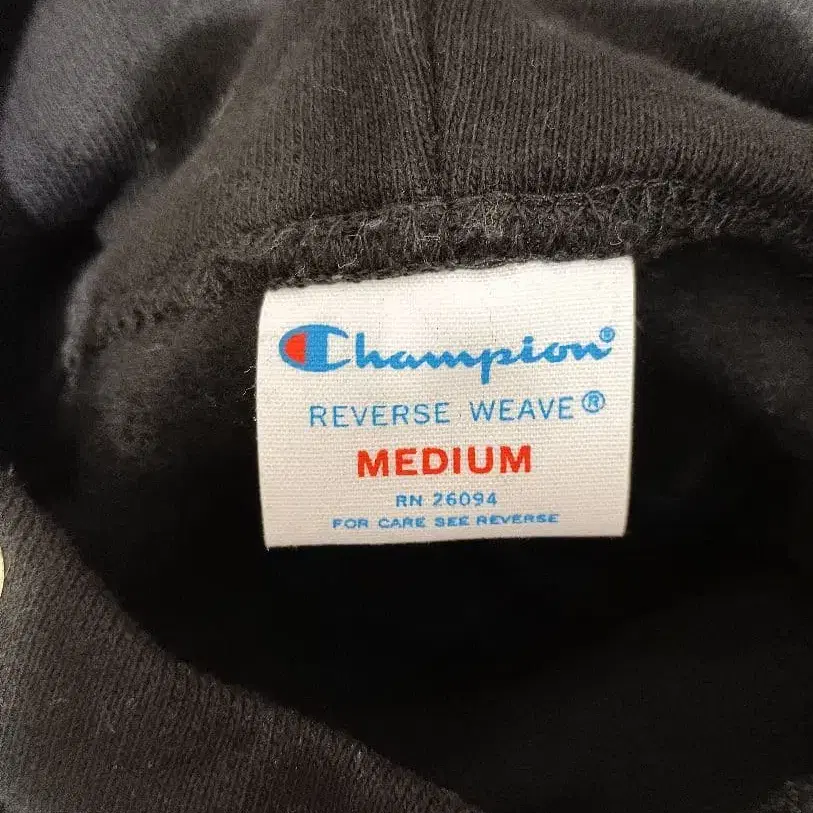 Champion®
REVERSE WEAVE®
MEDIUM
RN 26094
FOR CARE SEE REVERSE